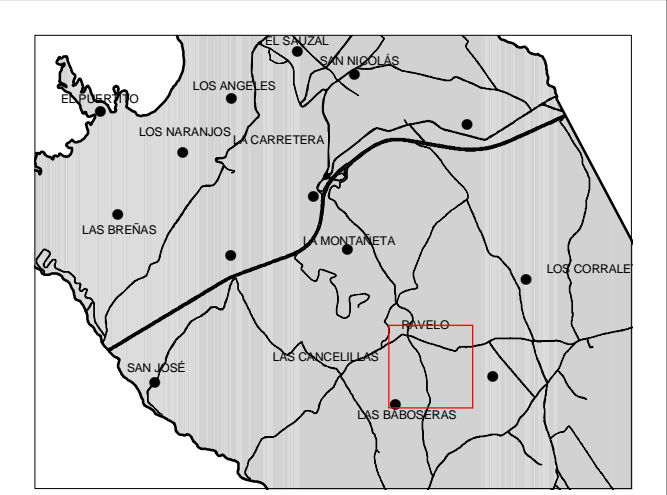 EL SAUZAL
SAN NICOLÁS
LOS ANGELES
EL PUERTITO
LOS NARANJOS
LA CARRETERA
LAS BREÑAS
LA MONTAÑETA
LOS CORRALE
RAVELO
LAS CANCELILLAS
SAN JOSÉ
LAS BABOSERAS